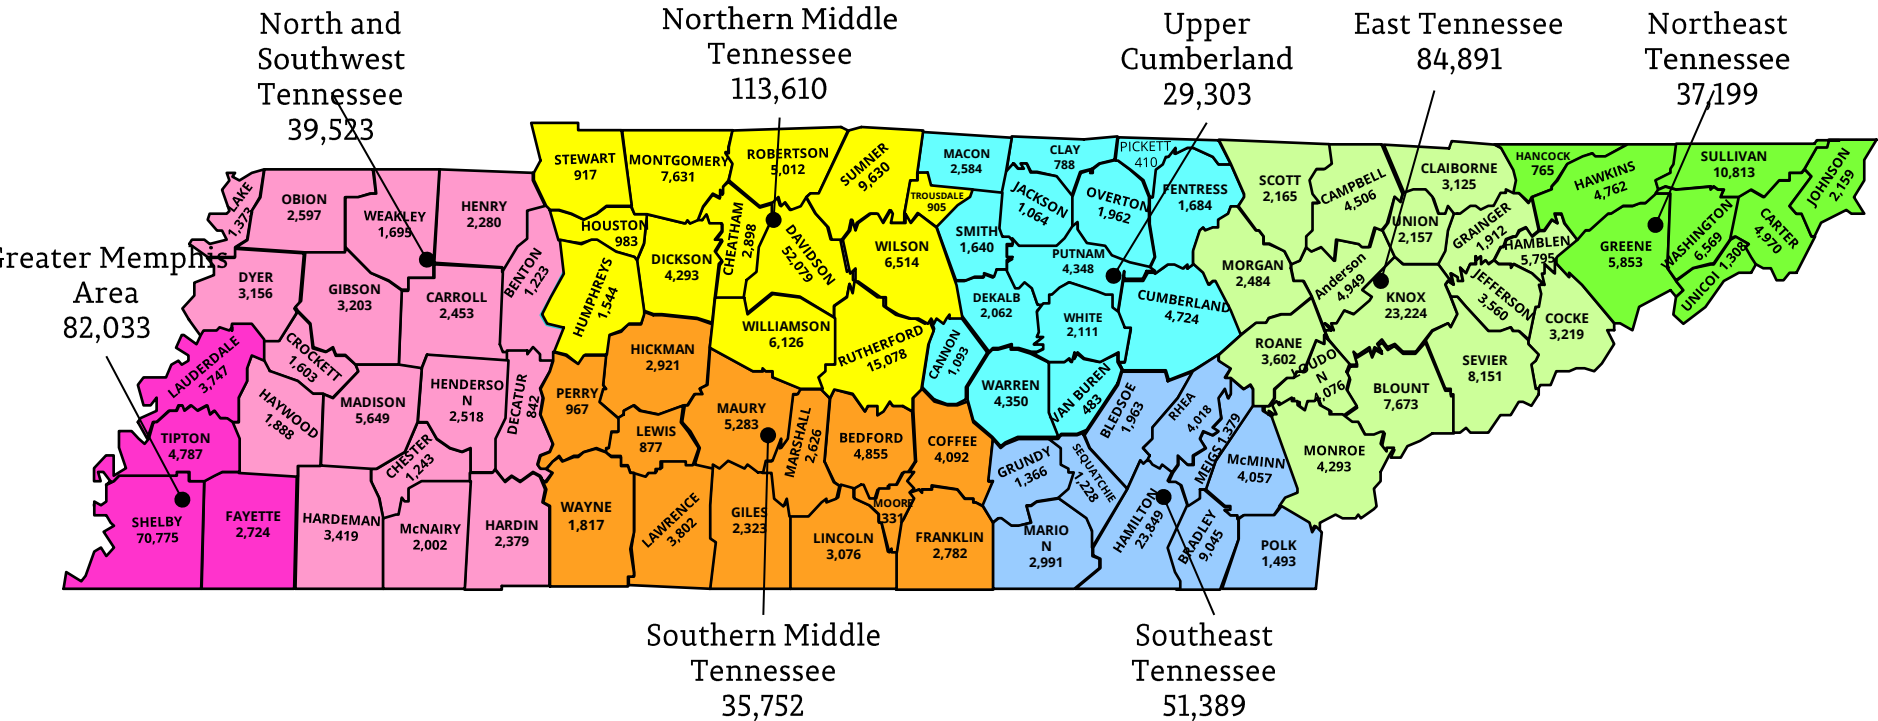 North and
Southwest
Tennessee
39,523
Northern Middle
Tennessee
113,610
Upper
Cumberland
29,303
East Tennessee
84,891
Northeast
Tennessee
37,199
Greater Memphis
Area
82,033
LAKE
1,373
OBION
2,597
WEAKLEY
1,695
HENRY
2,280
BENTON
1,223
DYER
3,156
GIBSON
3,203
CARROLL
2,453
CROCKETT
1,603
HAYWOOD
1,888
MADISON
5,649
HENDERSO
N
2,518
DECATUR
842
CHESTER
1,243
HARDEMAN
3,419
McNAIRY
2,002
HARDIN
2,379
LAUDERDALE
3,747
TIPTON
4,787
SHELBY
70,775
FAYETTE
2,724
STEWART
917
MONTGOMERY
7,631
ROBERTSON
5,012
SUMNER
9,630
TROUSDALE
905
HOUSTON
983
HUMPHREYS
1,544
DICKSON
4,293
CHEATHAM
2,898
DAVIDSON
52,079
WILSON
6,514
WILLIAMSON
6,126
RUTHERFORD
15,078
PERRY
967
HICKMAN
2,921
LEWIS
877
MAURY
5,283
MARSHALL
2,626
BEDFORD
4,855
COFFEE
4,092
MOORE
331
WAYNE
1,817
LAWRENCE
3,802
GILES
2,323
LINCOLN
3,076
FRANKLIN
2,782
MACON
2,584
CLAY
788
PICKETT
410
JACKSON
1,064
OVERTON
1,962
FENTRESS
1,684
SMITH
1,640
PUTNAM
4,348
DEKALB
2,062
WHITE
2,111
CUMBERLAND
4,724
CANNON
1,093
WARREN
4,350
VAN BUREN
483
BLEDSOE
1,963
RHEA
4,018
MEIGS 1,379
McMINN
4,057
GRUNDY
1,366
SEQUATCHIE
1,228
MARIO
N
2,991
HAMILTON
23,849
BRADLEY
9,045
POLK
1,493
SCOTT
2,165
CAMPBELL
4,506
CLAIBORNE
3,125
UNION
2,157
GRAINGER
1,912
HAMBLEN
5,795
MORGAN
2,484
Anderson
4,949
KNOX
23,224
JEFFERSON
3,560
COCKE
3,219
ROANE
3,602
LOUDO
N
4,076
BLOUNT
7,673
SEVIER
8,151
MONROE
4,293
HANCOCK
765
HAWKINS
4,762
SULLIVAN
10,813
JOHNSON
2,159
GREENE
5,853
WASHINGTON
6,569
CARTER
4,970
UNICOI 1,308
Southern Middle
Tennessee
35,752
Southeast
Tennessee
51,389